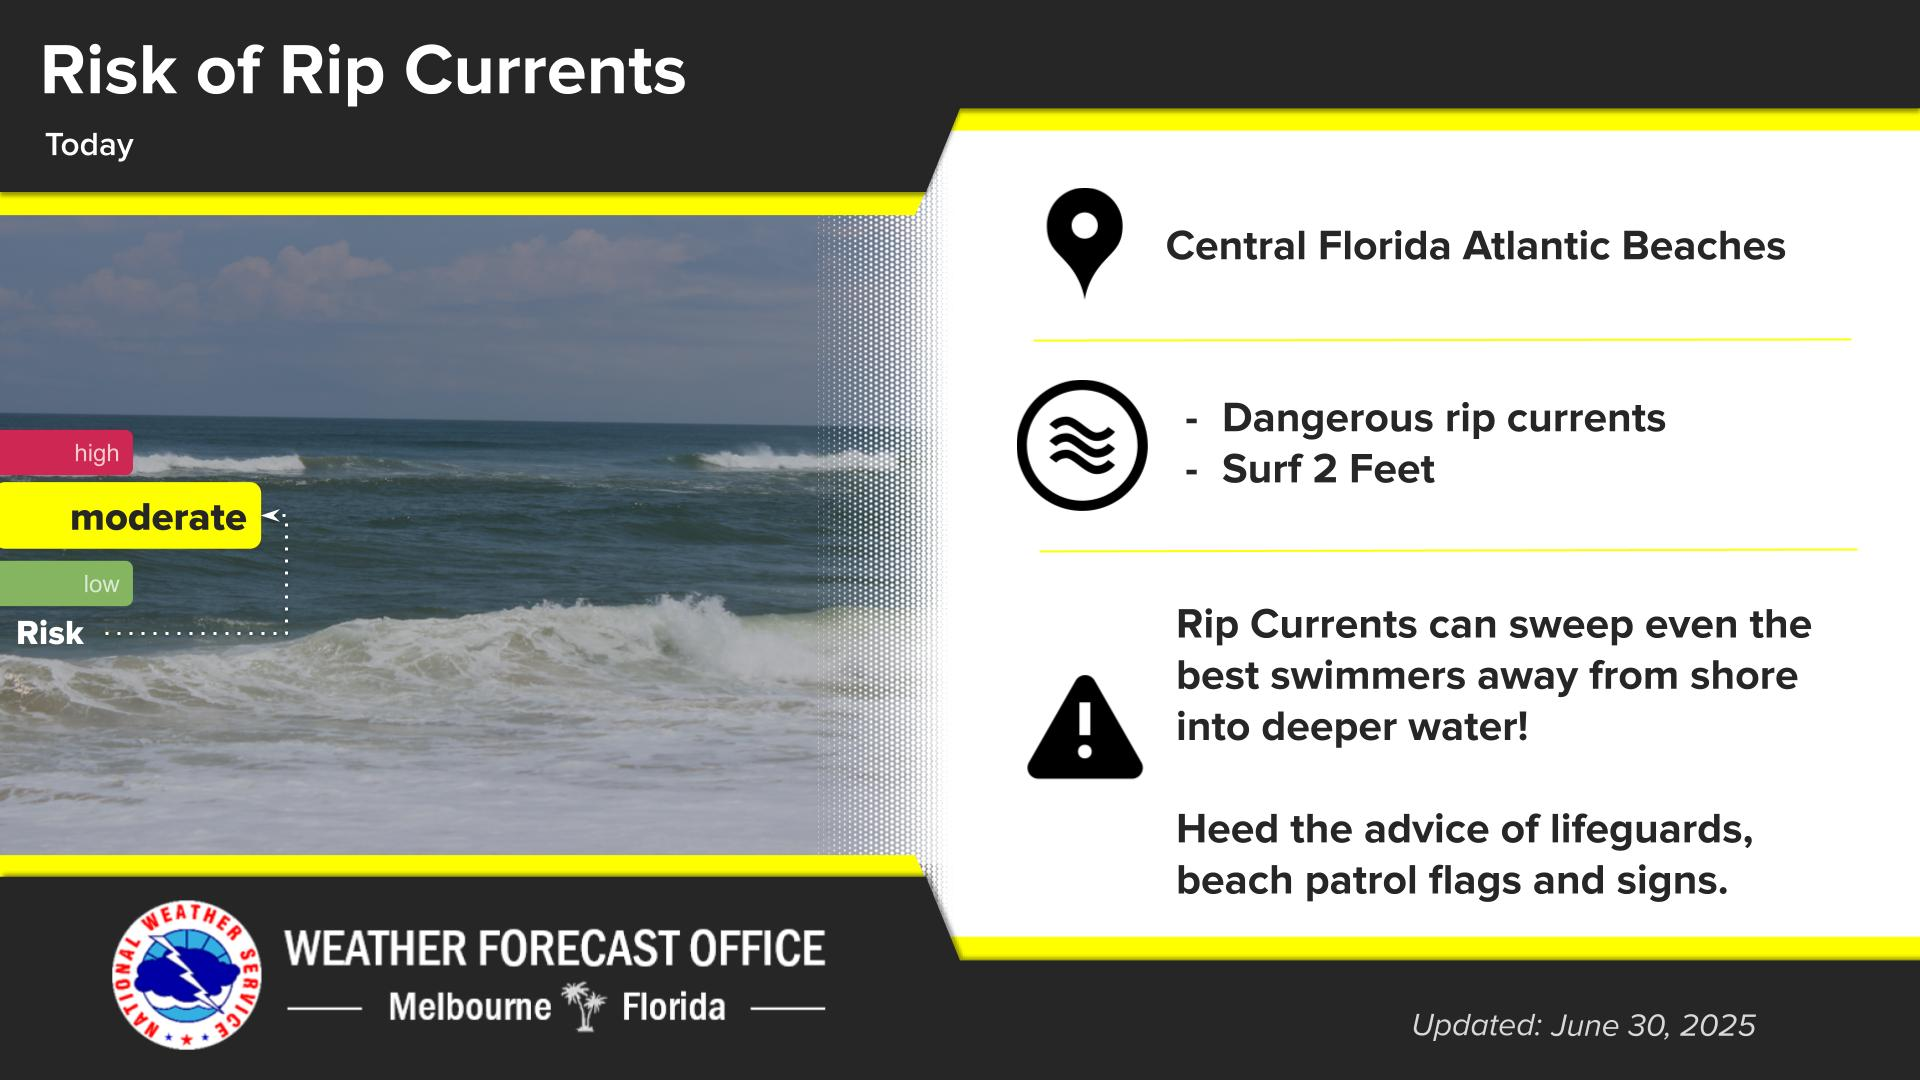 Risk of Rip Currents
Today
Central Florida Atlantic Beaches
- Dangerous rip currents
- Surf 2 Feet
high
moderate
low
Risk
Rip Currents can sweep even the
best swimmers away from shore
into deeper water!
Heed the advice of lifeguards,
beach patrol flags and signs.
NATIONAL WEATHER SERVICE
WEATHER FORECAST OFFICE
Melbourne Florida
Updated: June 30, 2025